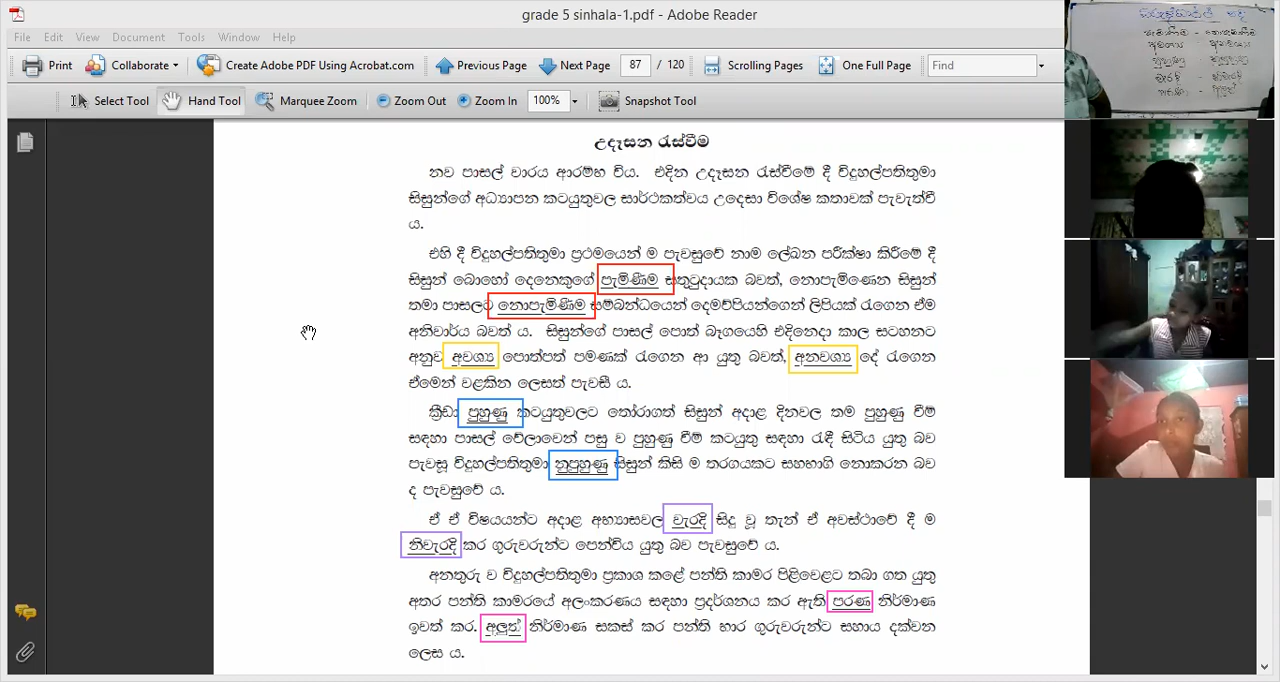 grade 5 sinhala-1.pdf - Adobe Reader
File Edit View Document Tools Window Help
Print Collaborate Create Adobe PDF Using Acrobat.com Previous Page Next Page 87 / 120 Scrolling Pages One Full Page Find
Select Tool Hand Tool Marquee Zoom Zoom Out Zoom In 100% Snapshot Tool
උදෑසන රැස්වීම
නව පාසල් වාරය ආරම්භ විය. එදින උදෑසන රැස්වීමේ දී විදුහල්පතිතුමා
සිසුන්ගේ අධ්‍යාපන කටයුතුවල සාර්ථකත්වය උදෙසා විශේෂ කතාවක් පැවැත්වී
ය.
එහි දී විදුහල්පතිතුමා ප්‍රථමයෙන් ම පැවසුවේ නාම ලේඛන පරීක්ෂා කිරීමේ දී
සිසුන් බොහෝ දෙනෙකුගේ පැමිණීම සතුටුදායක බවත්, නොපැමිණෙන සිසුන්
තමා පාසලට නොපැමිණීම සම්බන්ධයෙන් දෙමව්පියන්ගෙන් ලිපියක් රැගෙන ඒම
අනිවාර්ය බවත් ය. සිසුන්ගේ පාසල් පොත් බෑගයෙහි එදිනෙදා කාල සටහනට
අනුව අවශ්‍ය පොත්පත් පමණක් රැගෙන ආ යුතු බවත්, අනවශ්‍ය දේ රැගෙන
ඒමෙන් වළකින ලෙසත් පැවසී ය.
ක්‍රීඩා පුහුණු කටයුතුවලට තෝරාගත් සිසුන් අදාළ දිනවල තම පුහුණු වීම්
සඳහා පාසල් වේලාවෙන් පසු ව පුහුණු වීම් කටයුතු සඳහා රැඳී සිටිය යුතු බව
පැවසූ විදුහල්පතිතුමා නුපුහුණු සිසුන් කිසි ම තරගයකට සහභාගි නොකරන බව
ද පැවසුවේ ය.
ඒ ඒ විෂයයන්ට අදාළ අභ්‍යාසවල වැරදි සිදු වූ තැන් ඒ අවස්ථාවේ දී ම
නිවැරදි කර ගුරුවරුන්ට පෙන්විය යුතු බව පැවසුවේ ය.
අනතුරු ව විදුහල්පතිතුමා ප්‍රකාශ කළේ පන්ති කාමර පිළිවෙළට තබා ගත යුතු
අතර පන්ති කාමරයේ අලංකරණය සඳහා ප්‍රදර්ශනය කර ඇති පරණ නිර්මාණ
ඉවත් කර. අලුත් නිර්මාණ සකස් කර පන්ති භාර ගුරුවරුන්ට සහාය දක්වන
ලෙස ය.
පැමිණීම - නොපැමිණීම
අවශ්‍ය - අනවශ්‍ය
පුහුණු - නුපුහුණු
වැරදි - නිවැරදි
පරණ - අලුත්